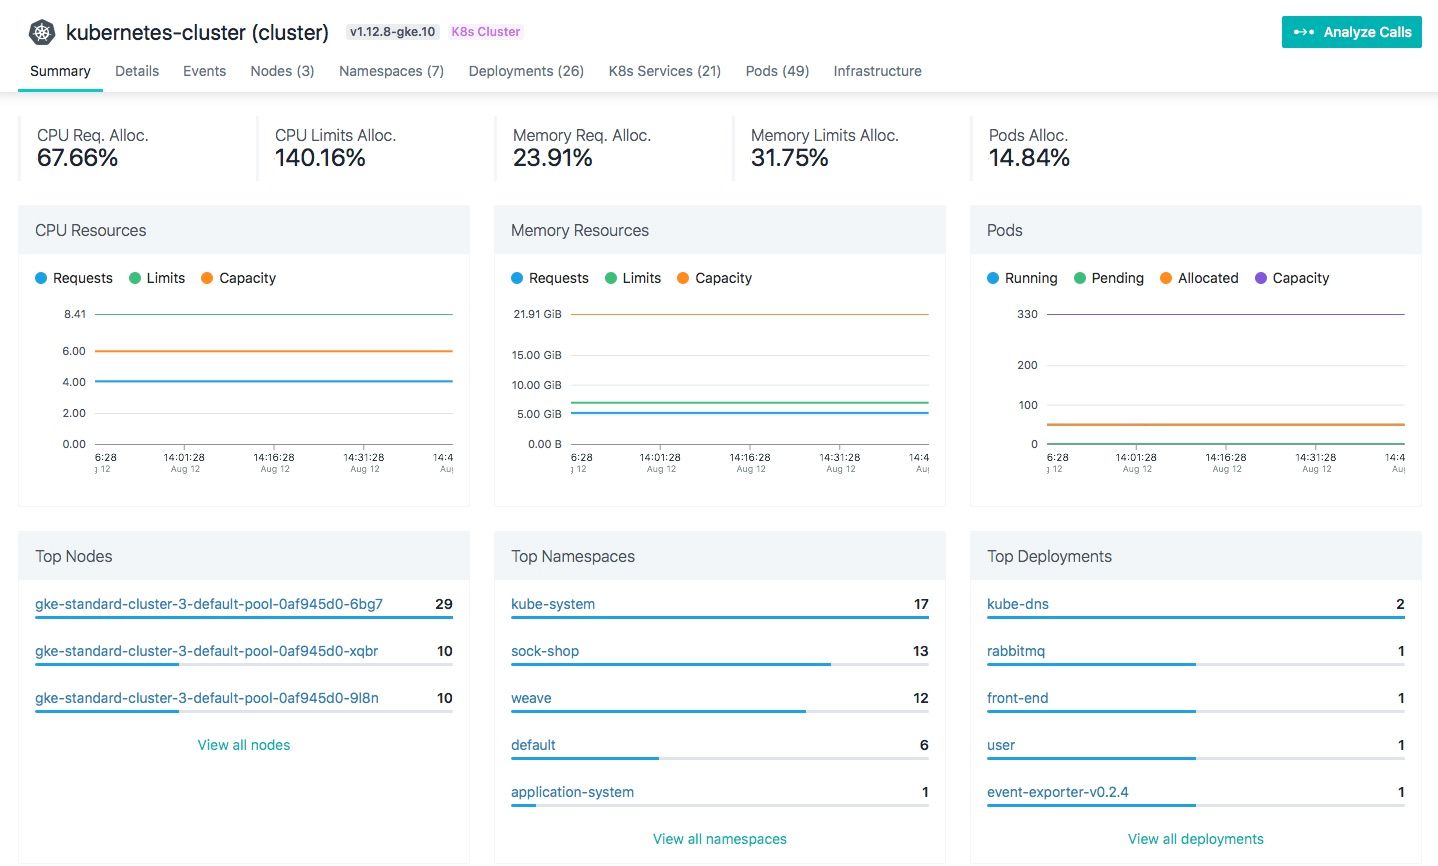 kubernetes-cluster (cluster) v1.12.8-gke.10 K8s Cluster Analyze Calls
Summary Details Events Nodes (3) Namespaces (7) Deployments (26) K8s Services (21) Pods (49) Infrastructure
CPU Req. Alloc. CPU Limits Alloc. Memory Req. Alloc. Memory Limits Alloc. Pods Alloc.
67.66% 140.16% 23.91% 31.75% 14.84%
CPU Resources
Requests Limits Capacity
8.41
6.00
4.00
2.00
0.00
6:28 14:01:28 14:16:28 14:31:28 14:4
g 12 Aug 12 Aug 12 Aug 12 Au
Memory Resources
Requests Limits Capacity
21.91 GiB
15.00 GiB
10.00 GiB
5.00 GiB
0.00 B
6:28 14:01:28 14:16:28 14:31:28 14:4
g 12 Aug 12 Aug 12 Aug 12 Au
Pods
Running Pending Allocated Capacity
330
200
100
0
6:28 14:01:28 14:16:28 14:31:28 14:4
g 12 Aug 12 Aug 12 Aug 12 Au
Top Nodes
gke-standard-cluster-3-default-pool-0af945d0-6bg7 29
gke-standard-cluster-3-default-pool-0af945d0-xqbr 10
gke-standard-cluster-3-default-pool-0af945d0-9l8n 10
View all nodes
Top Namespaces
kube-system 17
sock-shop 13
weave 12
default 6
application-system 1
View all namespaces
Top Deployments
kube-dns 2
rabbitmq 1
front-end 1
user 1
event-exporter-v0.2.4 1
View all deployments